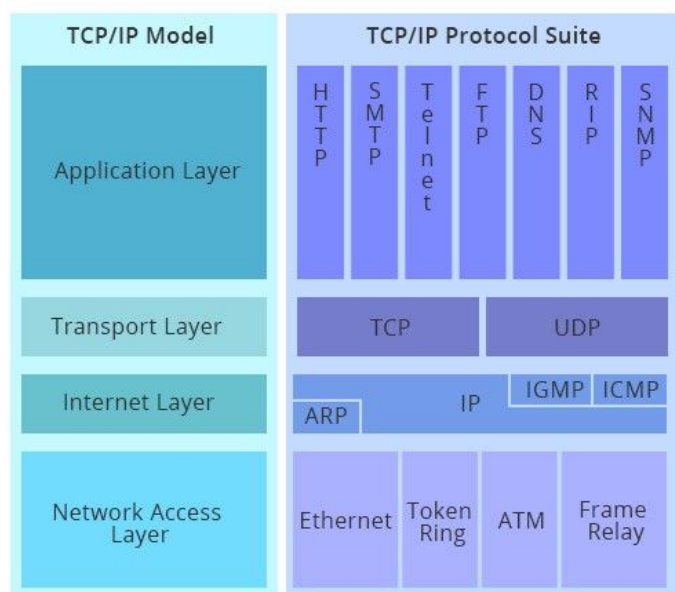 TCP/IP Model
TCP/IP Protocol Suite
Application Layer
HTTP
SMTP
Telnet
FTP
DNS
RIP
SNMP
Transport Layer
TCP
UDP
Internet Layer
ARP
IP
IGMP
ICMP
Network Access
Layer
Ethernet
Token
Ring
ATM
Frame
Relay